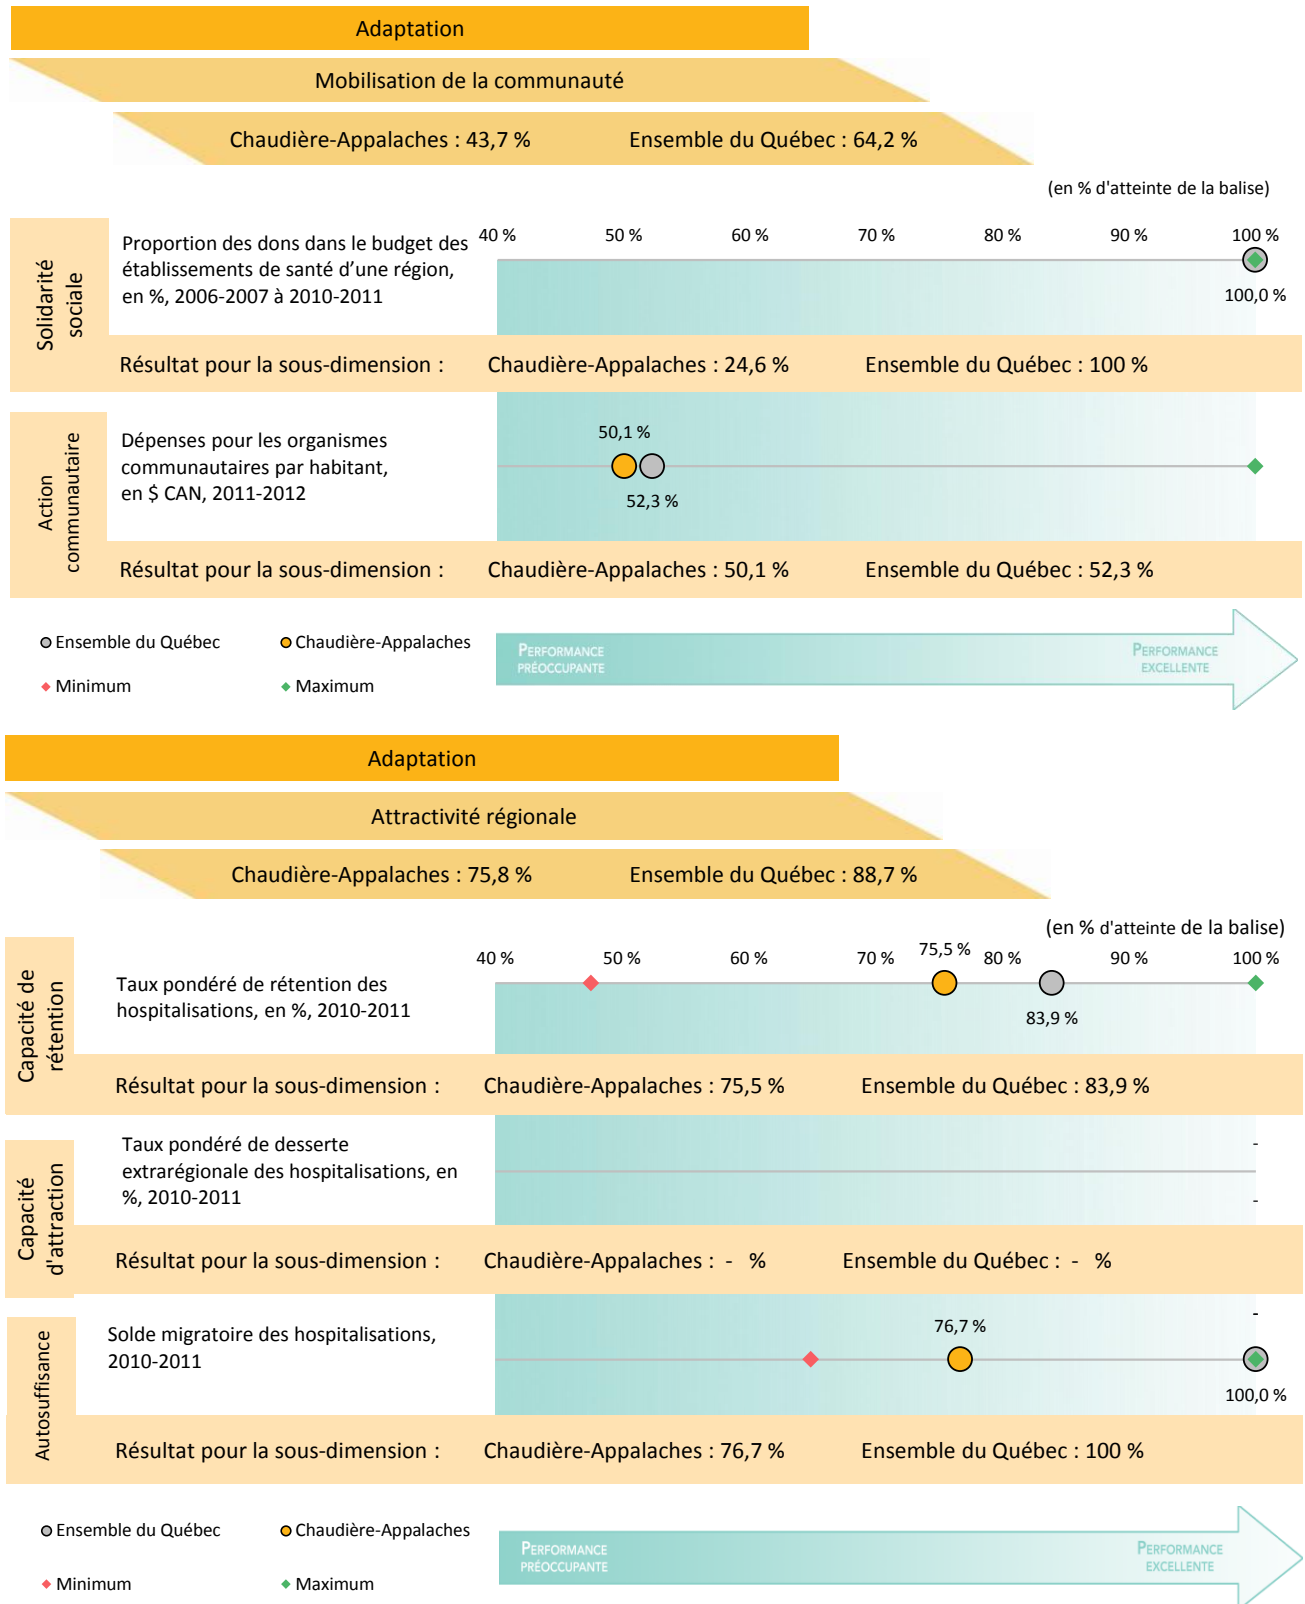 Adaptation
Mobilisation de la communauté
Chaudière-Appalaches : 43,7 % Ensemble du Québec : 64,2 %
(en % d'atteinte de la balise)
40 % 50 % 60 % 70 % 80 % 90 % 100 %
Solidarité
sociale
Proportion des dons dans le budget des
établissements de santé d’une région,
en %, 2006-2007 à 2010-2011
100,0 %
Résultat pour la sous-dimension : Chaudière-Appalaches : 24,6 % Ensemble du Québec : 100 %
Action
communautaire
Dépenses pour les organismes
communautaires par habitant,
en $ CAN, 2011-2012
50,1 %
52,3 %
Résultat pour la sous-dimension : Chaudière-Appalaches : 50,1 % Ensemble du Québec : 52,3 %
Ensemble du Québec Chaudière-Appalaches
Minimum Maximum
PERFORMANCE
PRÉOCCUPANTE
PERFORMANCE
EXCELLENTE
Adaptation
Attractivité régionale
Chaudière-Appalaches : 75,8 % Ensemble du Québec : 88,7 %
(en % d'atteinte de la balise)
40 % 50 % 60 % 70 % 80 % 90 % 100 %
Capacité de
rétention
Taux pondéré de rétention des
hospitalisations, en %, 2010-2011
75,5 %
83,9 %
Résultat pour la sous-dimension : Chaudière-Appalaches : 75,5 % Ensemble du Québec : 83,9 %
Capacité
d'attraction
Taux pondéré de desserte
extrarégionale des hospitalisations, en
%, 2010-2011
-
-
Résultat pour la sous-dimension : Chaudière-Appalaches : - % Ensemble du Québec : - %
Autosuffisance
Solde migratoire des hospitalisations,
2010-2011
-
76,7 %
100,0 %
Résultat pour la sous-dimension : Chaudière-Appalaches : 76,7 % Ensemble du Québec : 100 %
Ensemble du Québec Chaudière-Appalaches
Minimum Maximum
PERFORMANCE
PRÉOCCUPANTE
PERFORMANCE
EXCELLENTE